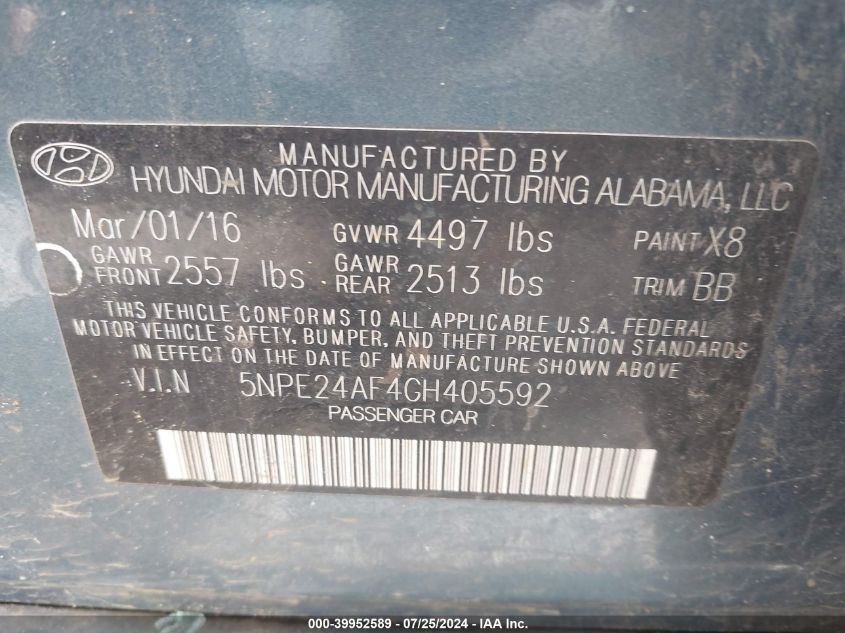 MANUFACTURED BY
HYUNDAI MOTOR MANUFACTURING ALABAMA, LLC
Mar/01/16 GVWR 4497 lbs PAINT X8
GAWR FRONT 2557 lbs GAWR REAR 2513 lbs TRIM BB
THIS VEHICLE CONFORMS TO ALL APPLICABLE U.S.A. FEDERAL
MOTOR VEHICLE SAFETY, BUMPER, AND THEFT PREVENTION STANDARDS
IN EFFECT ON THE DATE OF MANUFACTURE SHOWN ABOVE
V.I.N 5NPE24AF4GH405592
PASSENGER CAR
000-39952589 - 07/25/2024 - IAA Inc.